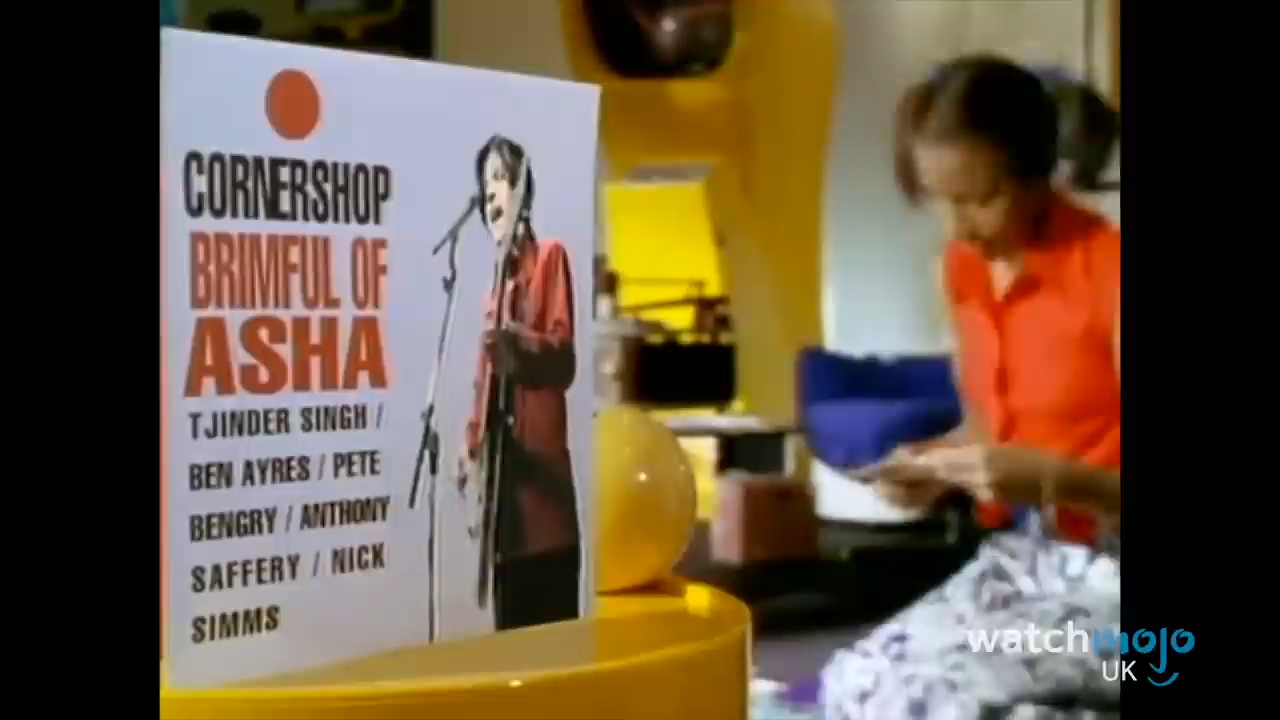 CORNERSHOP
BRIMFUL OF
ASHA
TJINDER SINGH /
BEN AYRES / PETE
BENGRY / ANTHONY
SAFFERY / NICK
SIMMS
watchmojo
UK